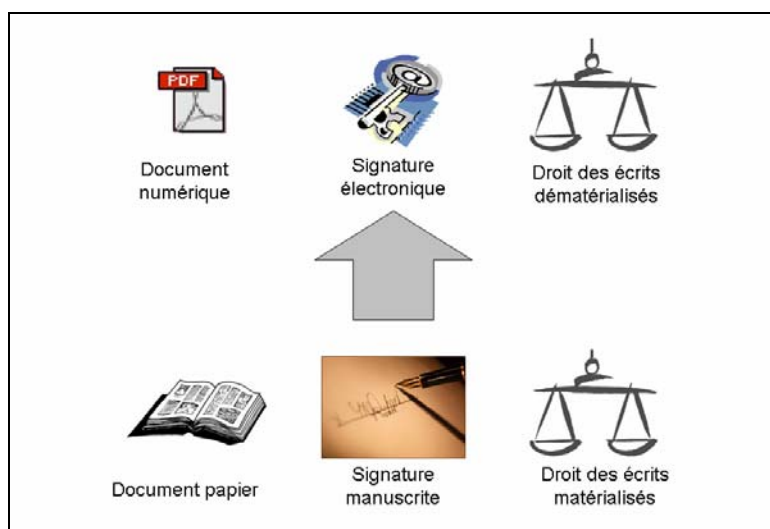 PDF
@
Document
numérique
Signature
électronique
Droit des écrits
dématérialisés
Document papier
Signature
manuscrite
Droit des écrits
matérialisés